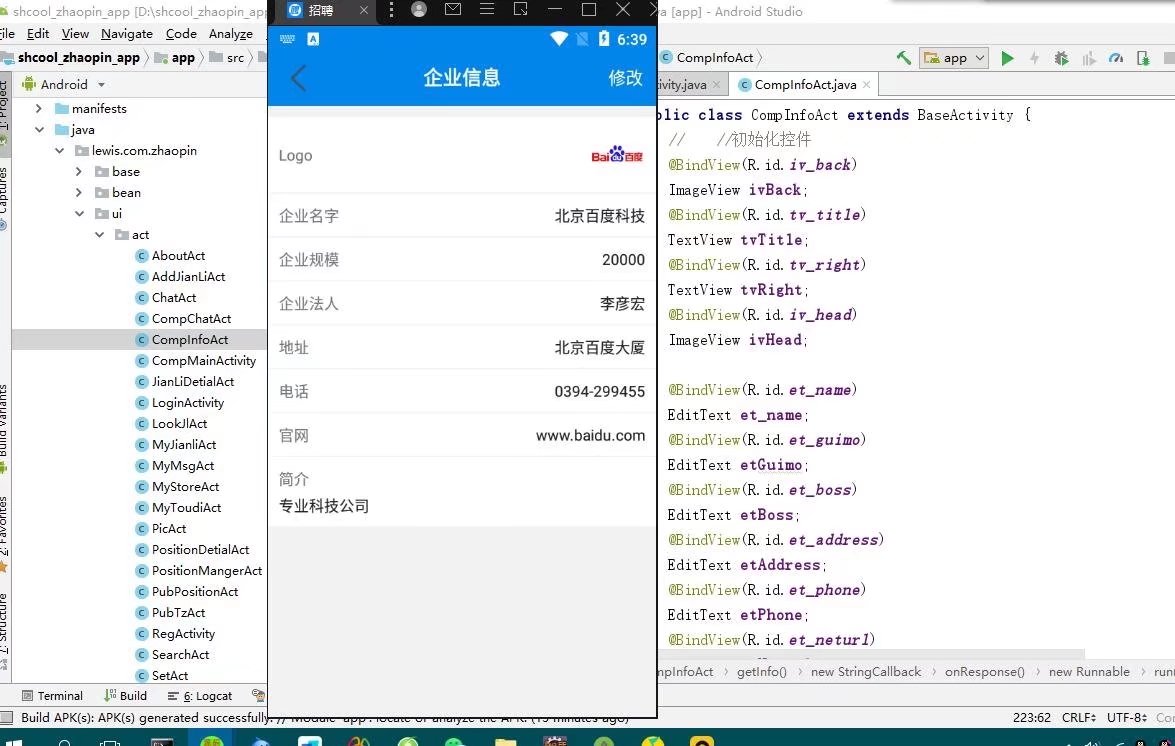 shcool_zhaopin_app [D:\shcool_zhaopin_app
招聘
[app] - Android Studio
File Edit View Navigate Code Analyze
shcool_zhaopin_app app src
CompInfoAct
app
6:39
企业信息
修改
1: Project
Captures
Build Variants
2: Favorites
Z: Structure
Android
tivity.java
CompInfoAct.java
manifests
java
lewis.com.zhaopin
base
bean
ui
act
AboutAct
AddJianLiAct
ChatAct
CompChatAct
CompInfoAct
CompMainActivity
JianLiDetialAct
LoginActivity
LookJlAct
MyJianliAct
MyMsgAct
MyStoreAct
MyToudiAct
PicAct
PositionDetialAct
PositionMangerAct
PubPositionAct
PubTzAct
RegActivity
SearchAct
SetAct
Logo
Bai百度
企业名字 北京百度科技
企业规模 20000
企业法人 李彦宏
地址 北京百度大厦
电话 0394-299455
官网 www.baidu.com
简介
专业科技公司
blic class CompInfoAct extends BaseActivity {
// //初始化控件
@BindView(R.id.iv_back)
ImageView ivBack;
@BindView(R.id.tv_title)
TextView tvTitle;
@BindView(R.id.tv_right)
TextView tvRight;
@BindView(R.id.iv_head)
ImageView ivHead;
@BindView(R.id.et_name)
EditText et_name;
@BindView(R.id.et_guimo)
EditText etGuimo;
@BindView(R.id.et_boss)
EditText etBoss;
@BindView(R.id.et_address)
EditText etAddress;
@BindView(R.id.et_phone)
EditText etPhone;
@BindView(R.id.et_neturl)
mpInfoAct getInfo() new StringCallback onResponse() new Runnable run
Terminal Build 6: Logcat
Build APK(s): APK(s) generated successfully: // Module 'app': locate or analyze the APK. (19 minutes ago)
223:62 CRLF UTF-8 Con